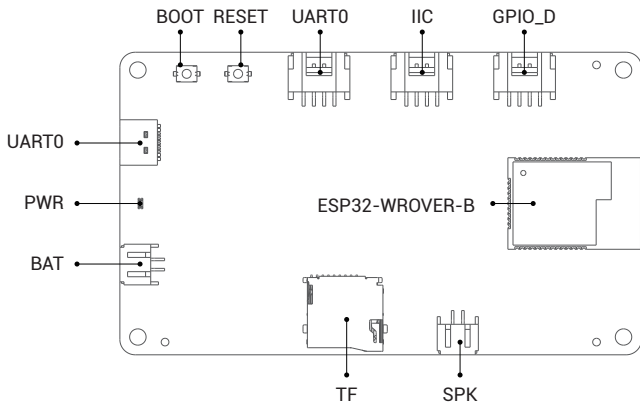 BOOT RESET UART0 IIC GPIO_D
UART0
PWR
ESP32-WROVER-B
BAT
TF SPK